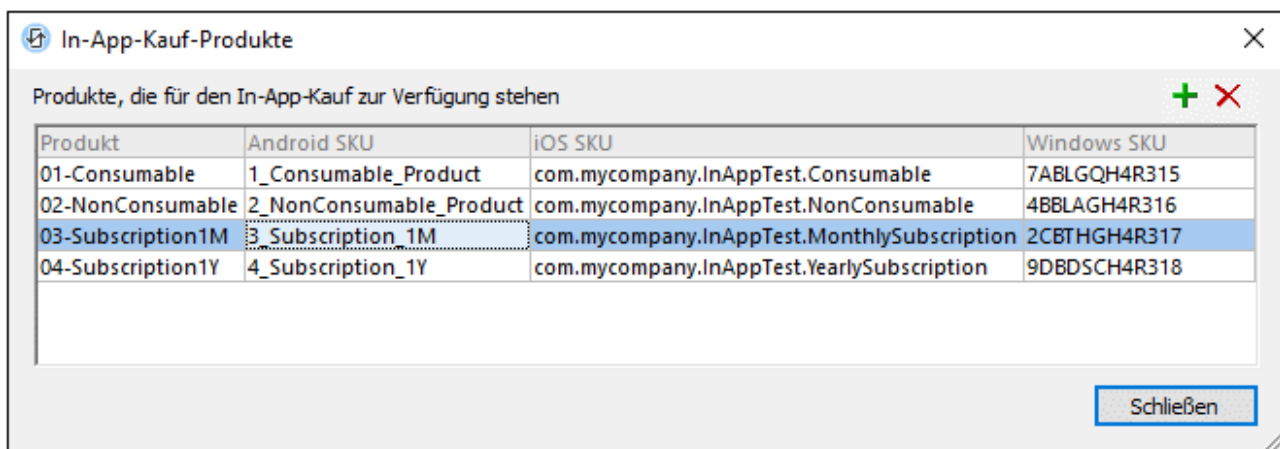 In-App-Kauf-Produkte
Produkte, die für den In-App-Kauf zur Verfügung stehen
Produkt Android SKU iOS SKU Windows SKU
01-Consumable 1_Consumable_Product com.mycompany.InAppTest.Consumable 7ABLGQH4R315
02-NonConsumable 2_NonConsumable_Product com.mycompany.InAppTest.NonConsumable 4BBLAGH4R316
03-Subscription1M 3_Subscription_1M com.mycompany.InAppTest.MonthlySubscription 2CBTHGH4R317
04-Subscription1Y 4_Subscription_1Y com.mycompany.InAppTest.YearlySubscription 9DBDSCH4R318
Schließen